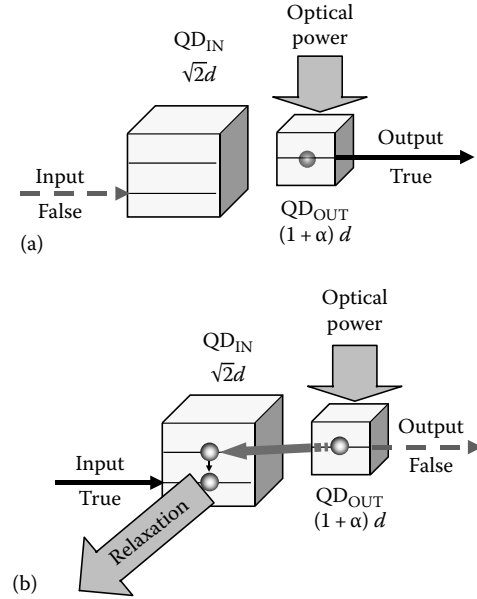 QD_IN
√2d
Optical
power
Input
False
Output
True
QD_OUT
(1 + α) d
(a)
Optical
power
QD_IN
√2d
Input
True
Output
False
QD_OUT
(1 + α) d
Relaxation
(b)